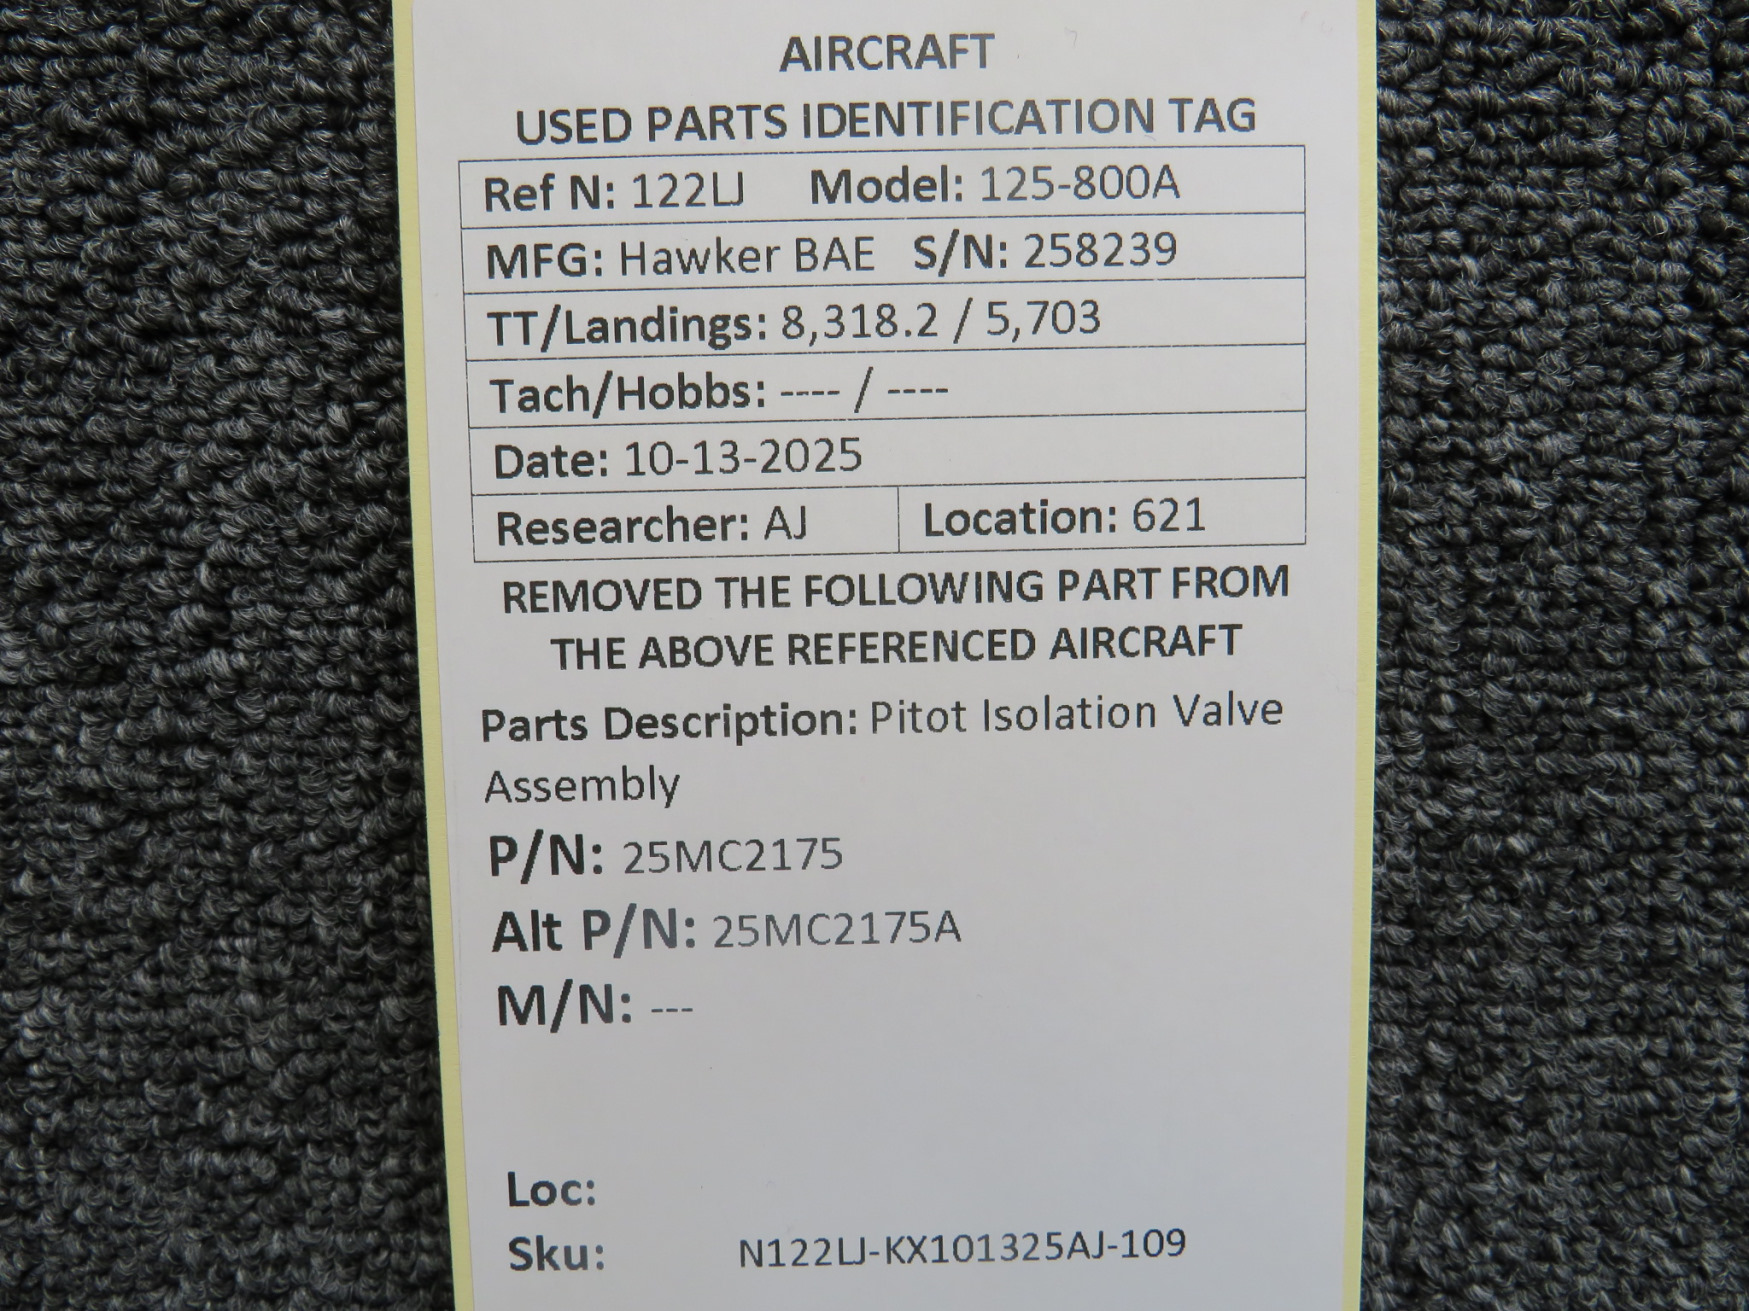 AIRCRAFT
USED PARTS IDENTIFICATION TAG
Ref N: 122LJ Model: 125-800A
MFG: Hawker BAE S/N: 258239
TT/Landings: 8,318.2 / 5,703
Tach/Hobbs: ---- / ----
Date: 10-13-2025
Researcher: AJ Location: 621
REMOVED THE FOLLOWING PART FROM
THE ABOVE REFERENCED AIRCRAFT
Parts Description: Pitot Isolation Valve
Assembly
P/N: 25MC2175
Alt P/N: 25MC2175A
M/N: ---
Loc:
Sku: N122LJ-KX101325AJ-109